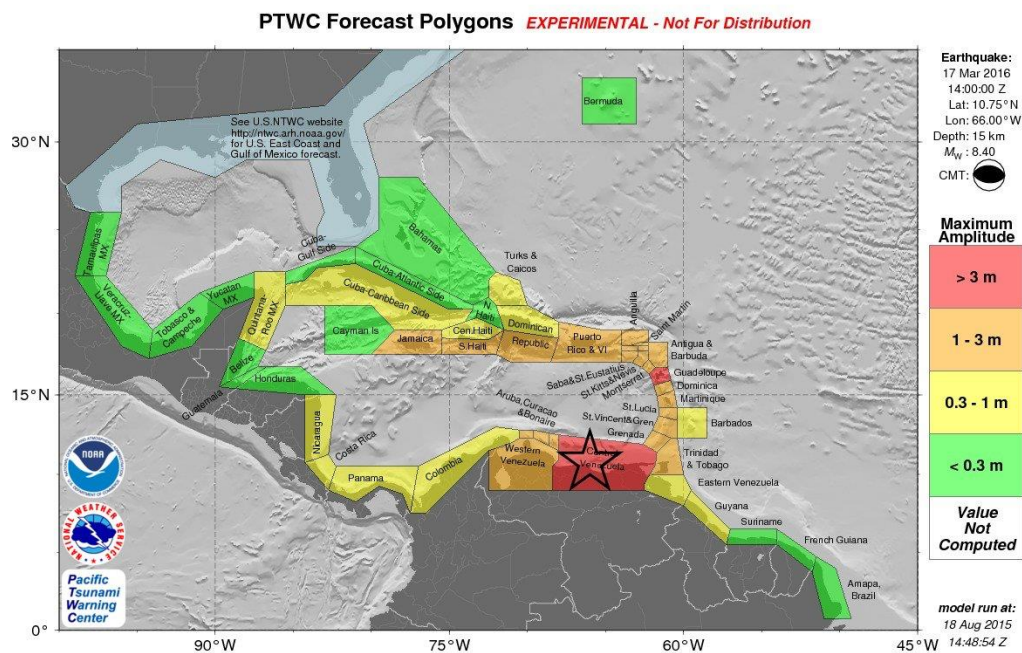 PTWC Forecast Polygons EXPERIMENTAL - Not For Distribution
Earthquake:
17 Mar 2016
14:00:00 Z
Lat: 10.75°N
Lon: 66.00°W
Depth: 15 km
MW : 8.40
CMT:
Maximum
Amplitude
> 3 m
1 - 3 m
0.3 - 1 m
< 0.3 m
Value
Not
Computed
model run at:
18 Aug 2015
14:48:54 Z
See U.S.NTWC website
http://ntwc.arh.noaa.gov/
for U.S. East Coast and
Gulf of Mexico forecast.
Bermuda
30°N
15°N
0°
90°W
75°W
60°W
45°W
Tamaulipas
MX
Veracruz-
Llave MX
Tobasco &
Campeche
Yucatan
MX
Quintana-
Roo MX
Belize
Honduras
Guatemala
Nicaragua
Costa Rica
Panama
Colombia
Cuba-
Gulf Side
Cuba-Atlantic Side
Cuba-Caribbean Side
Bahamas
Turks &
Caicos
Cayman Is
Jamaica
N.
Haiti
Cen.Haiti
S.Haiti
Dominican
Republic
Puerto
Rico & VI
Anguilla
Saint Martin
Antigua &
Barbuda
Saba&St.Eustatius
St.Kitts&Nevis
Montserrat
Guadeloupe
Dominica
Martinique
St.Lucia
Barbados
St.Vincent&Gren
Grenada
Aruba,Curacao
&Bonaire
Western
Venezuela
Central
Venezuela
Trinidad
& Tobago
Eastern Venezuela
Guyana
Suriname
French Guiana
Amapa,
Brazil
NOAA
NATIONAL WEATHER SERVICE
Pacific
Tsunami
Warning
Center